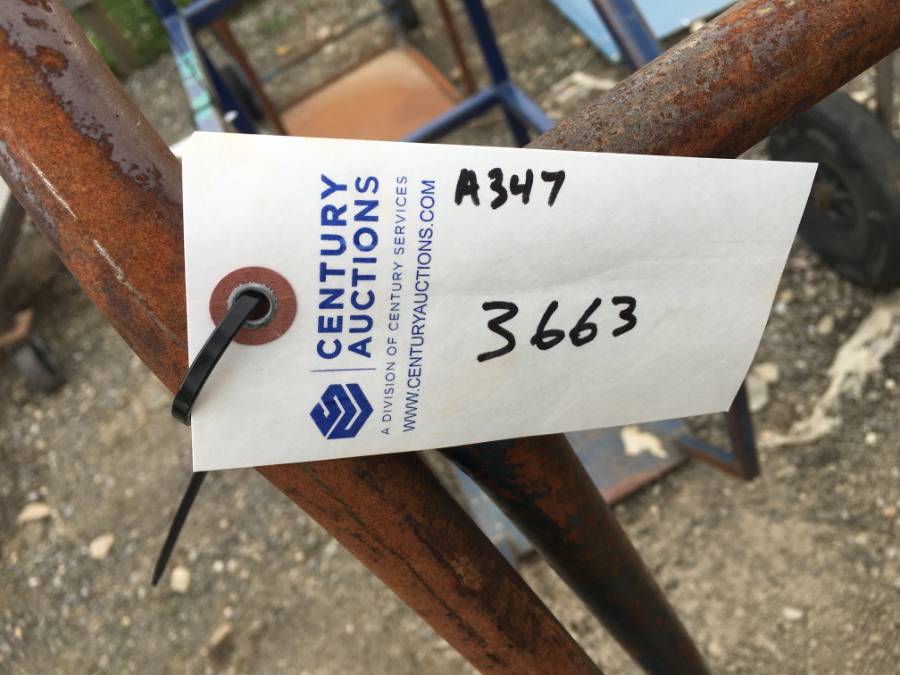 CENTURY
AUCTIONS
A DIVISION OF CENTURY SERVICES
WWW.CENTURYAUCTIONS.COM
A347
3663